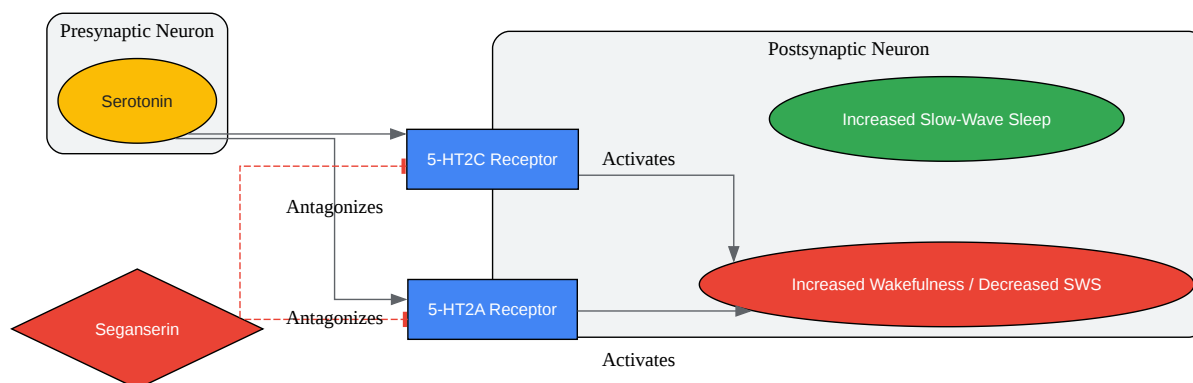 Presynaptic Neuron
Serotonin
Postsynaptic Neuron
Increased Slow-Wave Sleep
5-HT2C Receptor
Activates
Antagonizes
Increased Wakefulness / Decreased SWS
5-HT2A Receptor
Antagonizes
Seganserin
Activates